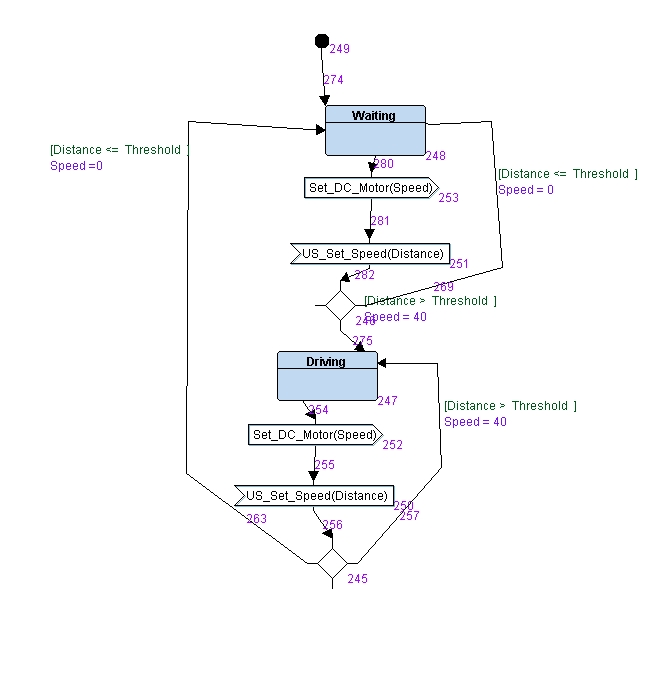 249
274
Waiting
248
[Distance <= Threshold ]
Speed =0
280
[Distance <= Threshold ]
Speed = 0
Set_DC_Motor(Speed)
253
281
US_Set_Speed(Distance)
251
282
269
[Distance > Threshold ]
Speed = 40
246
275
Driving
247
254
[Distance > Threshold ]
Speed = 40
Set_DC_Motor(Speed)
252
255
US_Set_Speed(Distance)
250
257
263
256
245